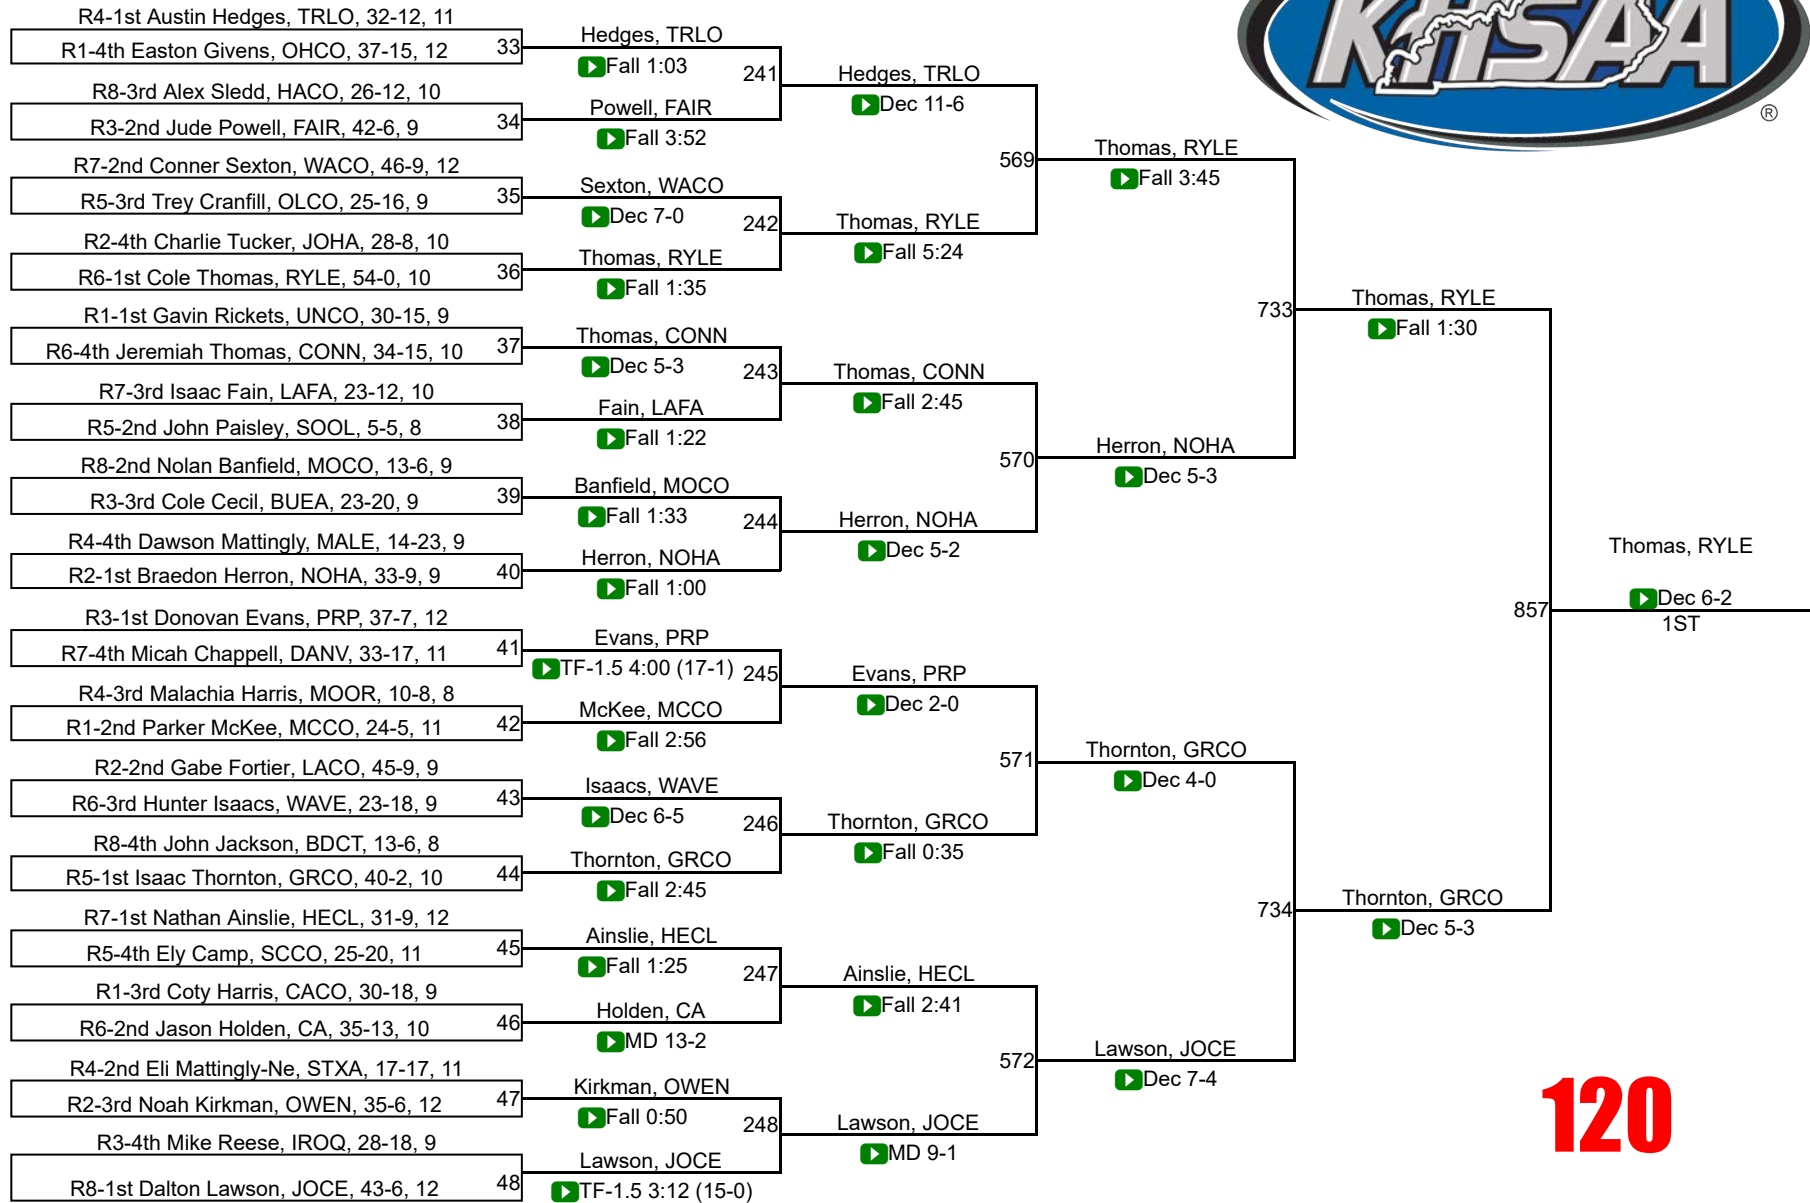 R4-1st Austin Hedges, TRLO, 32-12, 11
R1-4th Easton Givens, OHCO, 37-15, 12
33
R8-3rd Alex Sledd, HACO, 26-12, 10
R3-2nd Jude Powell, FAIR, 42-6, 9
34
R7-2nd Conner Sexton, WACO, 46-9, 12
R5-3rd Trey Cranfill, OLCO, 25-16, 9
35
R2-4th Charlie Tucker, JOHA, 28-8, 10
R6-1st Cole Thomas, RYLE, 54-0, 10
36
R1-1st Gavin Rickets, UNCO, 30-15, 9
R6-4th Jeremiah Thomas, CONN, 34-15, 10
37
R7-3rd Isaac Fain, LAFA, 23-12, 10
R5-2nd John Paisley, SOOL, 5-5, 8
38
R8-2nd Nolan Banfield, MOCO, 13-6, 9
R3-3rd Cole Cecil, BUEA, 23-20, 9
39
R4-4th Dawson Mattingly, MALE, 14-23, 9
R2-1st Braedon Herron, NOHA, 33-9, 9
40
R3-1st Donovan Evans, PRP, 37-7, 12
R7-4th Micah Chappell, DANV, 33-17, 11
41
R4-3rd Malachia Harris, MOOR, 10-8, 8
R1-2nd Parker McKee, MCCO, 24-5, 11
42
R2-2nd Gabe Fortier, LACO, 45-9, 9
R6-3rd Hunter Isaacs, WAVE, 23-18, 9
43
R8-4th John Jackson, BDCT, 13-6, 8
R5-1st Isaac Thornton, GRCO, 40-2, 10
44
R7-1st Nathan Ainslie, HECL, 31-9, 12
R5-4th Ely Camp, SCCO, 25-20, 11
45
R1-3rd Coty Harris, CACO, 30-18, 9
R6-2nd Jason Holden, CA, 35-13, 10
46
R4-2nd Eli Mattingly-Ne, STXA, 17-17, 11
R2-3rd Noah Kirkman, OWEN, 35-6, 12
47
R3-4th Mike Reese, IROQ, 28-18, 9
R8-1st Dalton Lawson, JOCE, 43-6, 12
48
Hedges, TRLO
Fall 1:03
241
Powell, FAIR
Fall 3:52
Sexton, WACO
Dec 7-0
242
Thomas, RYLE
Fall 1:35
Thomas, CONN
Dec 5-3
243
Fain, LAFA
Fall 1:22
Banfield, MOCO
Fall 1:33
244
Herron, NOHA
Fall 1:00
Evans, PRP
TF-1.5 4:00 (17-1)
245
McKee, MCCO
Fall 2:56
Isaacs, WAVE
Dec 6-5
246
Thornton, GRCO
Fall 2:45
Ainslie, HECL
Fall 1:25
247
Holden, CA
MD 13-2
Kirkman, OWEN
Fall 0:50
248
Lawson, JOCE
TF-1.5 3:12 (15-0)
Hedges, TRLO
Dec 11-6
569
Thomas, RYLE
Fall 5:24
Thomas, CONN
Fall 2:45
570
Herron, NOHA
Dec 5-2
Evans, PRP
Dec 2-0
571
Thornton, GRCO
Fall 0:35
Ainslie, HECL
Fall 2:41
572
Lawson, JOCE
MD 9-1
Thomas, RYLE
Fall 3:45
733
Herron, NOHA
Dec 5-3
Thornton, GRCO
Dec 4-0
734
Lawson, JOCE
Dec 7-4
Thomas, RYLE
Fall 1:30
857
Thornton, GRCO
Dec 5-3
Thomas, RYLE
Dec 6-2
1ST
KHSAA
®
120